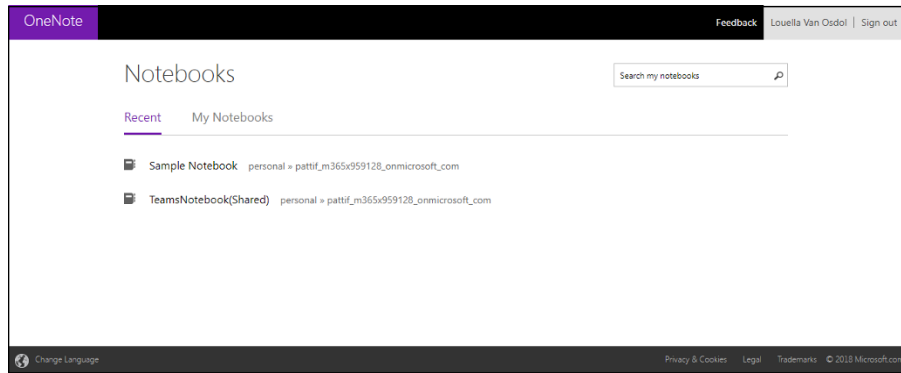 OneNote
Feedback Louella Van Osdol | Sign out
Notebooks
Search my notebooks
Recent My Notebooks
Sample Notebook personal » pattif_m365x959128_onmicrosoft_com
TeamsNotebook(Shared) personal » pattif_m365x959128_onmicrosoft_com
Change Language Privacy & Cookies Legal Trademarks © 2018 Microsoft.com